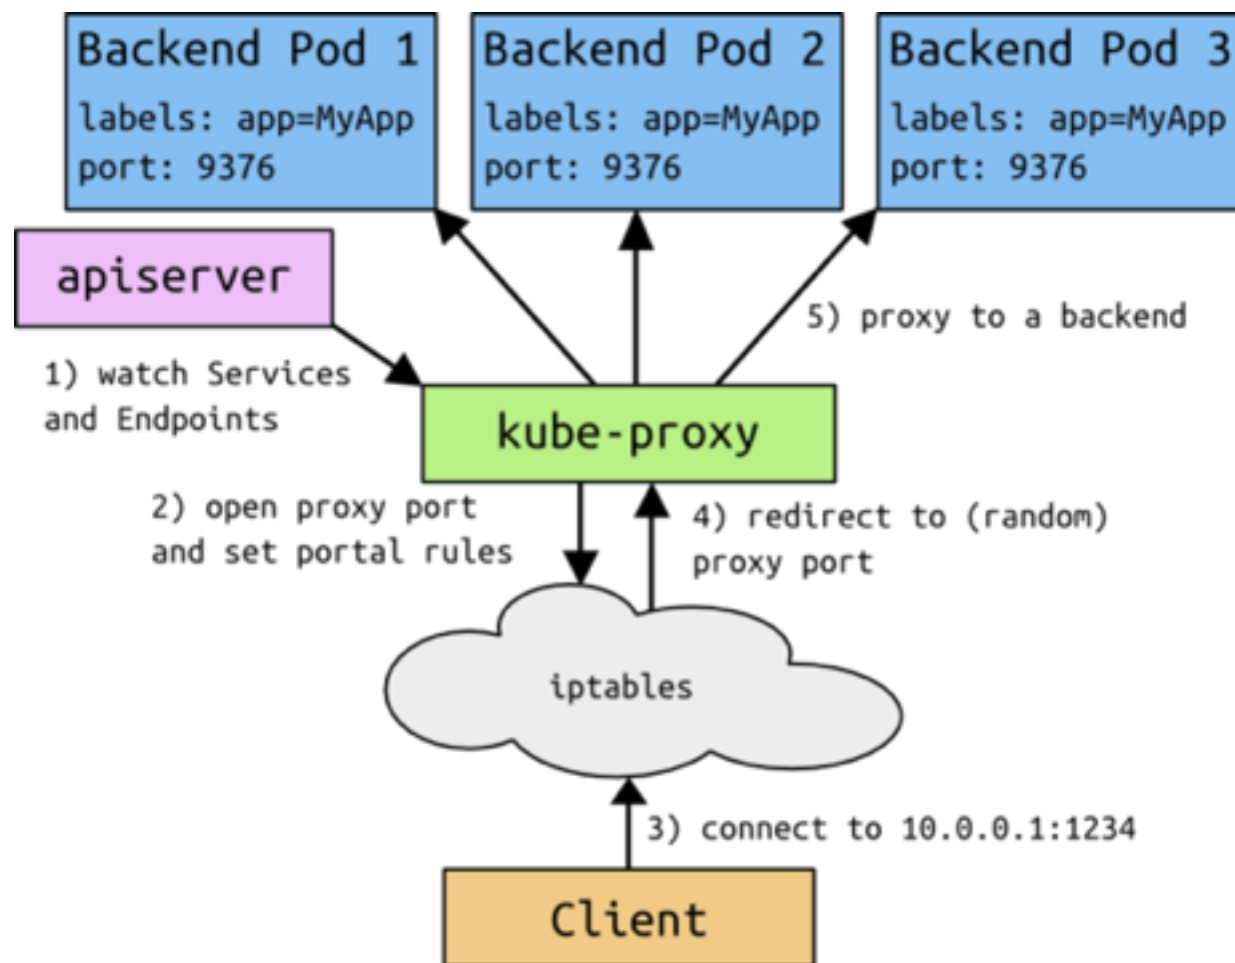 Backend Pod 1
labels: app=MyApp
port: 9376
Backend Pod 2
labels: app=MyApp
port: 9376
Backend Pod 3
labels: app=MyApp
port: 9376
apiserver
5) proxy to a backend
1) watch Services
and Endpoints
kube-proxy
2) open proxy port
and set portal rules
4) redirect to (random)
proxy port
iptables
3) connect to 10.0.0.1:1234
Client